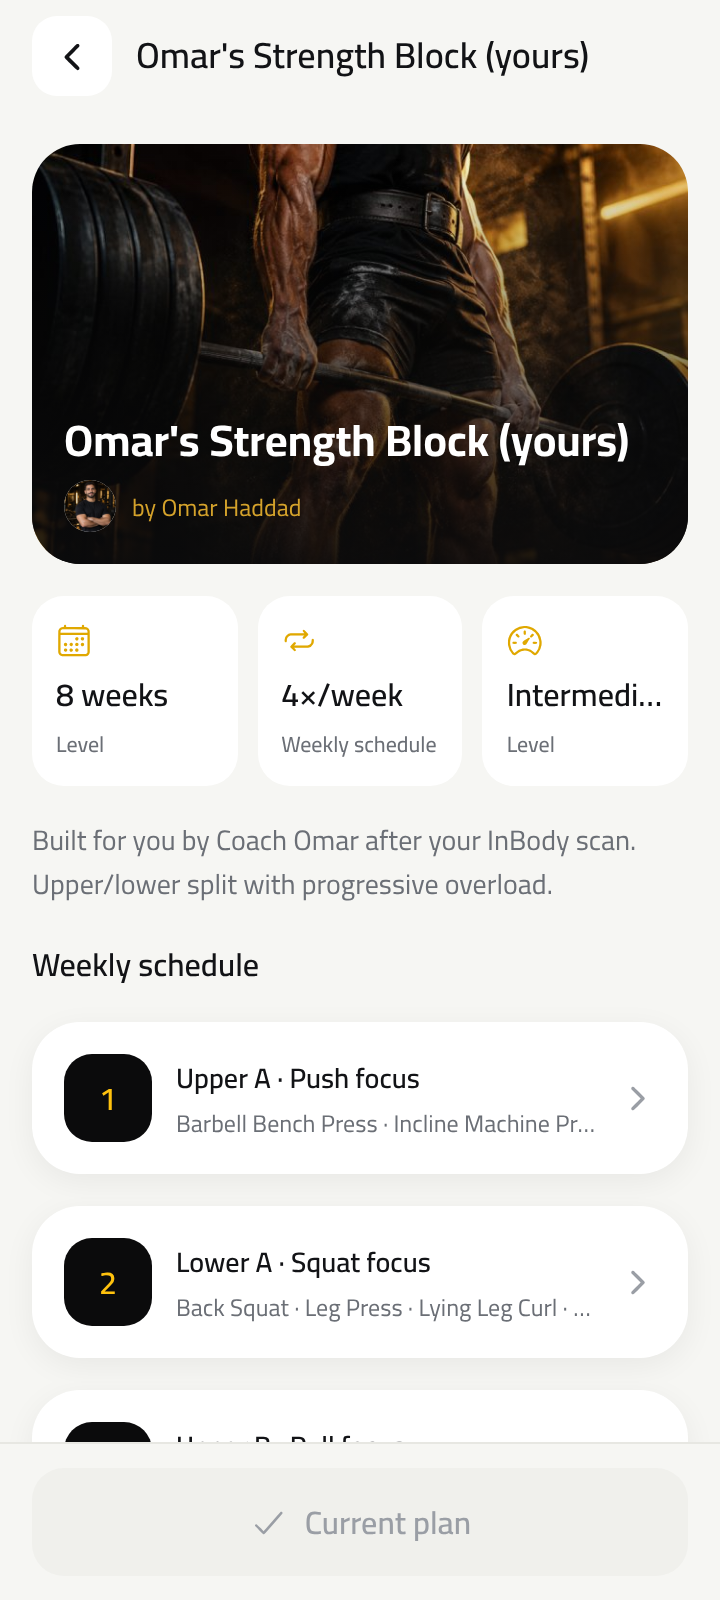 Omar's Strength Block (yours)
Omar's Strength Block (yours)
by Omar Haddad
8 weeks
Level
4×/week
Weekly schedule
Intermedi...
Level
Built for you by Coach Omar after your InBody scan.
Upper/lower split with progressive overload.
Weekly schedule
1
Upper A · Push focus
Barbell Bench Press · Incline Machine Pr...
2
Lower A · Squat focus
Back Squat · Leg Press · Lying Leg Curl · ...
Current plan